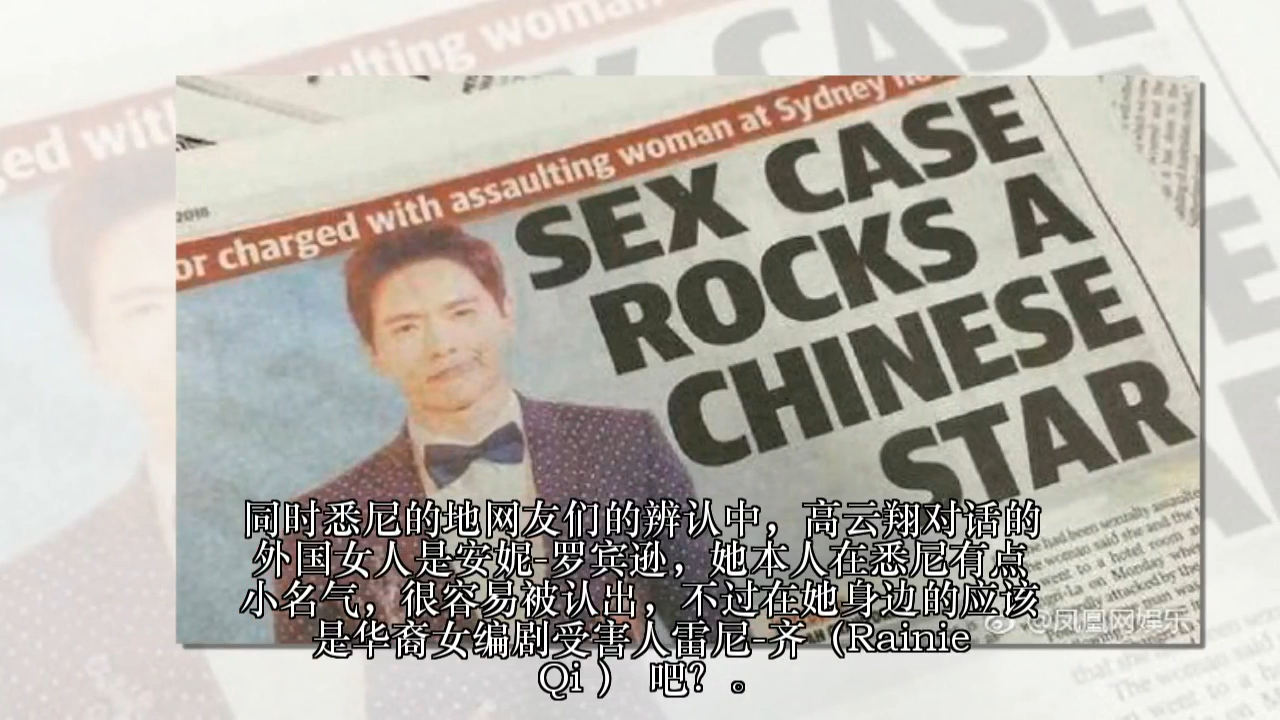 2018
or charged with assaulting woman at Sydney
SEX CASE
ROCKS A
CHINESE
STAR
同时悉尼的地网友们的辨认中，高云翔对话的
外国女人是安妮-罗宾逊，她本人在悉尼有点
小名气，很容易被认出，不过在她身边的应该
是华裔女编剧受害人雷尼-齐（Rainie
Qi ） 吧？。
@凤凰网娱乐